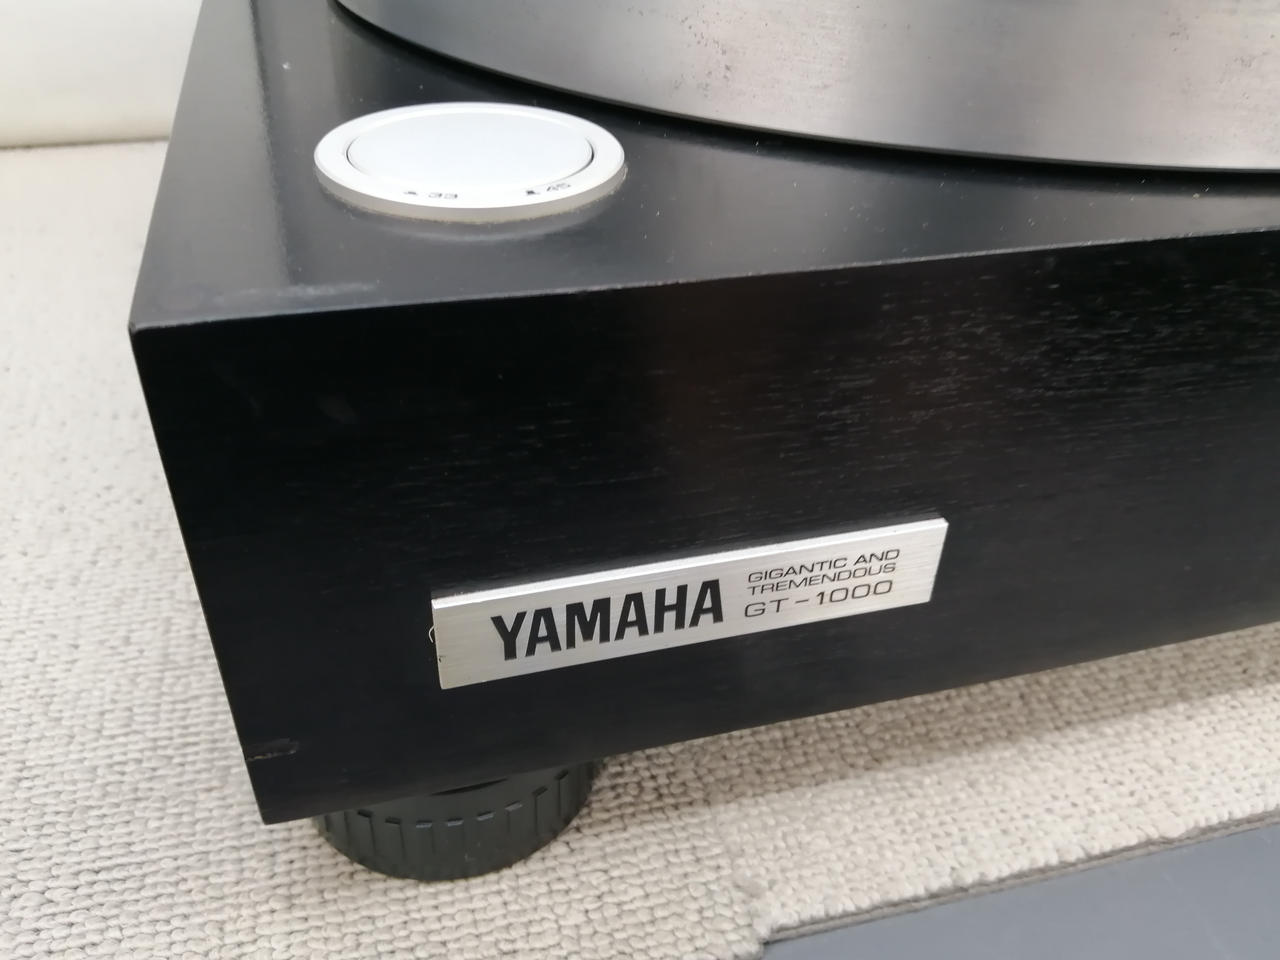 33 45
YAMAHA
GIGANTIC AND
TREMENDOUS
GT-1000